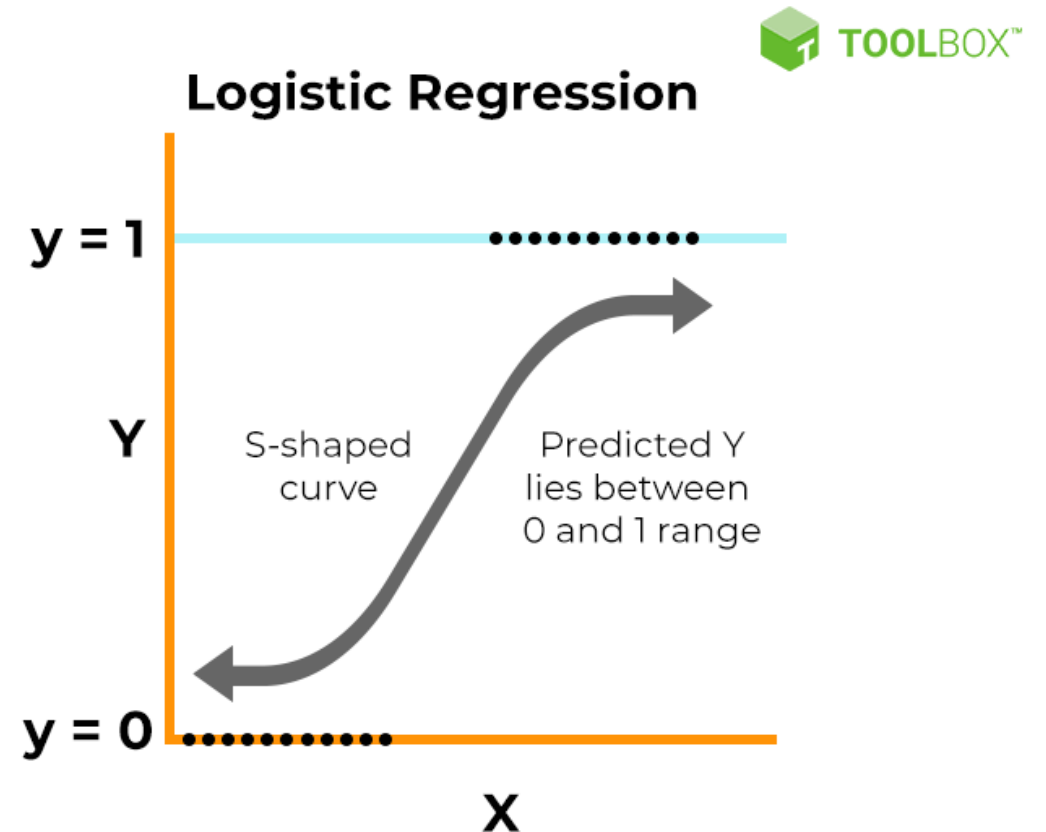 T TOOLBOX™
Logistic Regression
y = 1
Y
S-shaped
curve
Predicted Y
lies between
0 and 1 range
y = 0
X